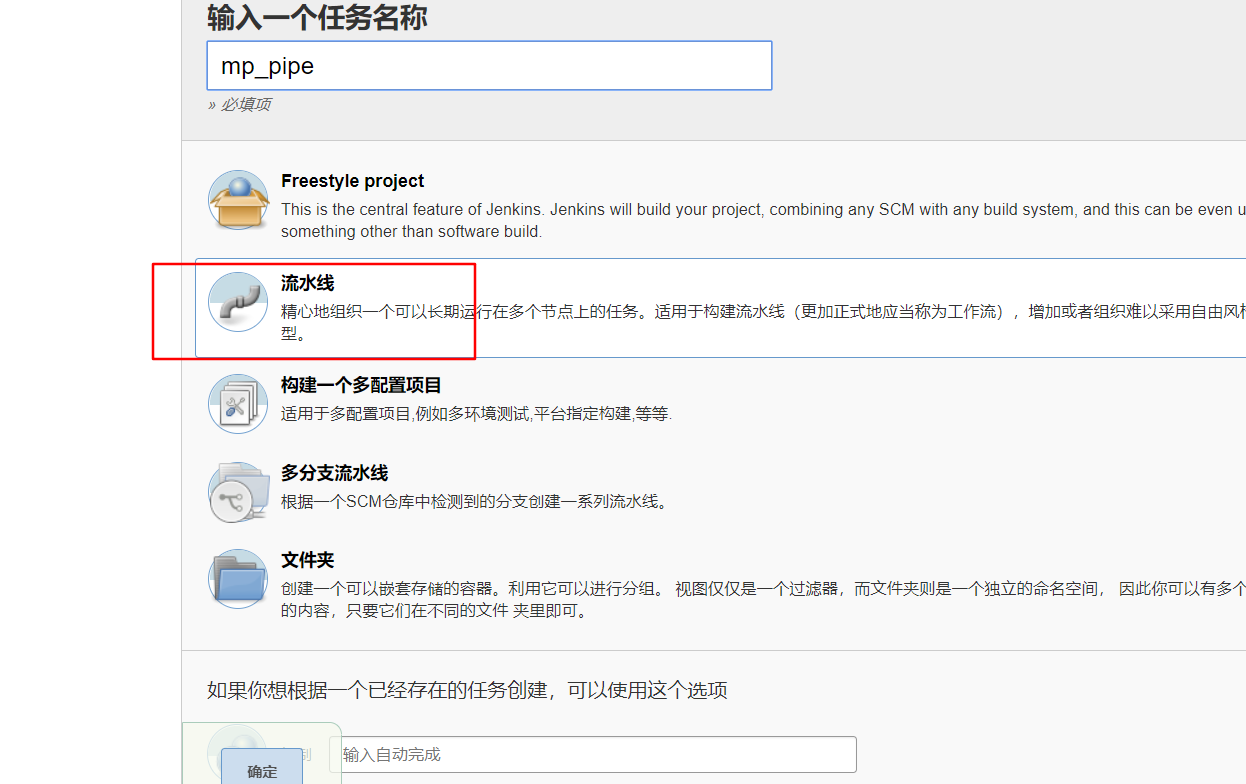 输入一个任务名称
mp_pipe
» 必填项
Freestyle project
This is the central feature of Jenkins. Jenkins will build your project, combining any SCM with any build system, and this can be even u
something other than software build.
流水线
精心地组织一个可以长期运行在多个节点上的任务。适用于构建流水线（更加正式地应当称为工作流），增加或者组织难以采用自由风格
型。
构建一个多配置项目
适用于多配置项目,例如多环境测试,平台指定构建,等等.
多分支流水线
根据一个SCM仓库中检测到的分支创建一系列流水线。
文件夹
创建一个可以嵌套存储的容器。利用它可以进行分组。 视图仅仅是一个过滤器，而文件夹则是一个独立的命名空间， 因此你可以有多个
的内容，只要它们在不同的文件 夹里即可。
如果你想根据一个已经存在的任务创建，可以使用这个选项
输入自动完成
确定